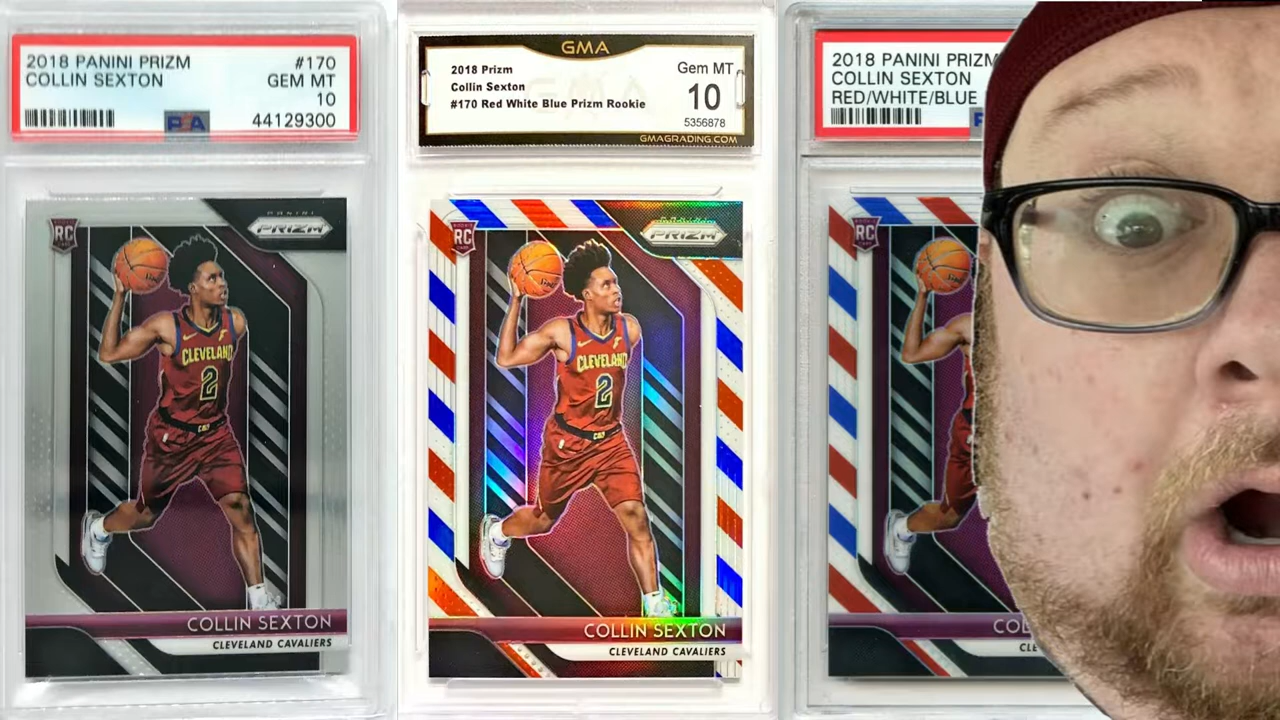 2018 PANINI PRIZM #170
COLLIN SEXTON GEM MT
10
PSA 44129300
RC
PANINI
PRIZM
CLEVELAND
2
CAVS
COLLIN SEXTON
CLEVELAND CAVALIERS
GMA
2018 Prizm
Collin Sexton
#170 Red White Blue Prizm Rookie
Gem MT
10
5356878
GMAGRADING.COM
RC
PRIZM
CLEVELAND
2
CAVS
COLLIN SEXTON
CLEVELAND CAVALIERS
2018 PANINI PRIZM
COLLIN SEXTON
RED/WHITE/BLUE
RC